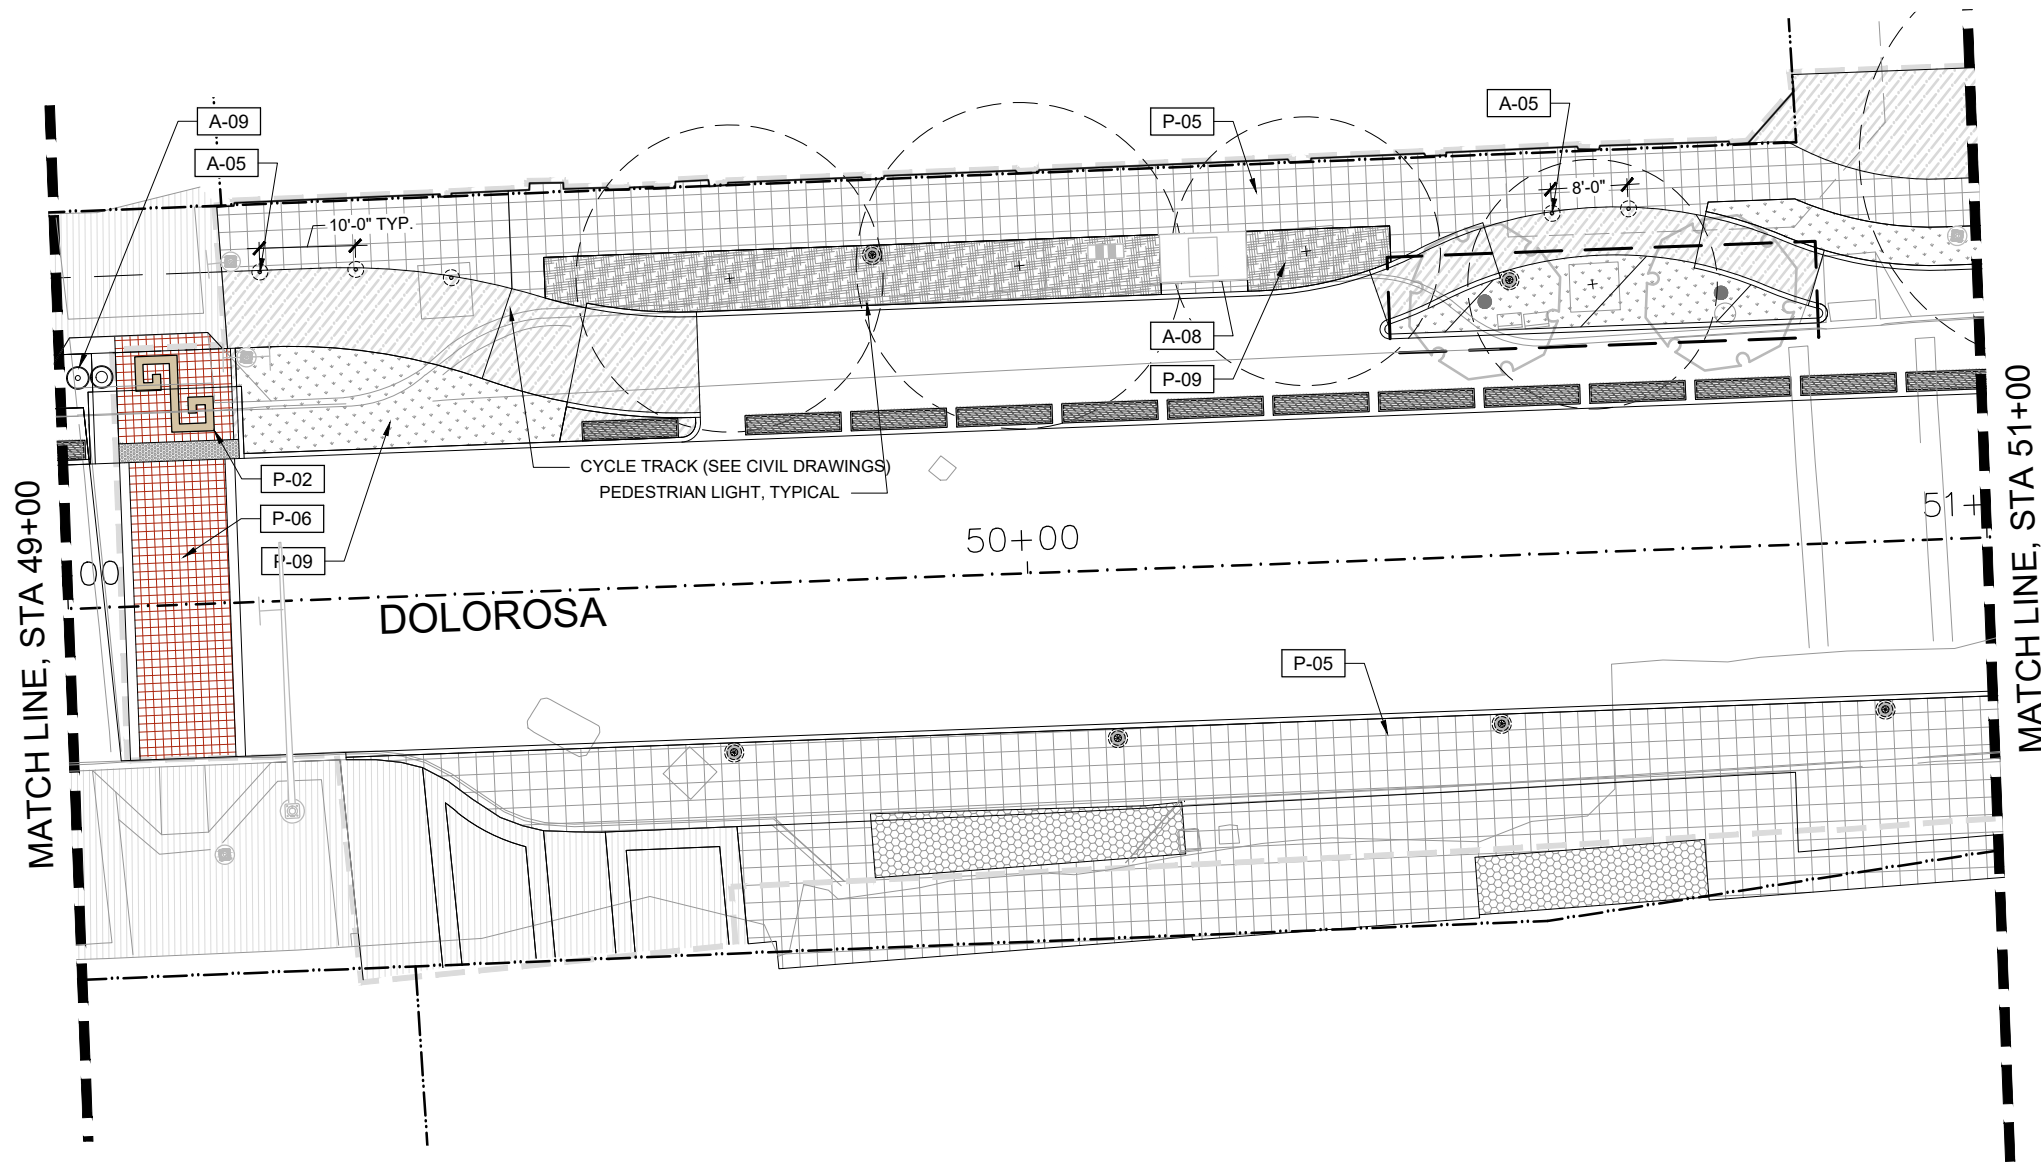 A-09
A-05
P-05
A-05
10'-0" TYP.
8'-0"
A-08
P-09
P-02
P-06
P-09
CYCLE TRACK (SEE CIVIL DRAWINGS)
PEDESTRIAN LIGHT, TYPICAL
50+00
51+
00
DOLOROSA
P-05
MATCH LINE, STA 49+00
MATCH LINE, STA 51+00